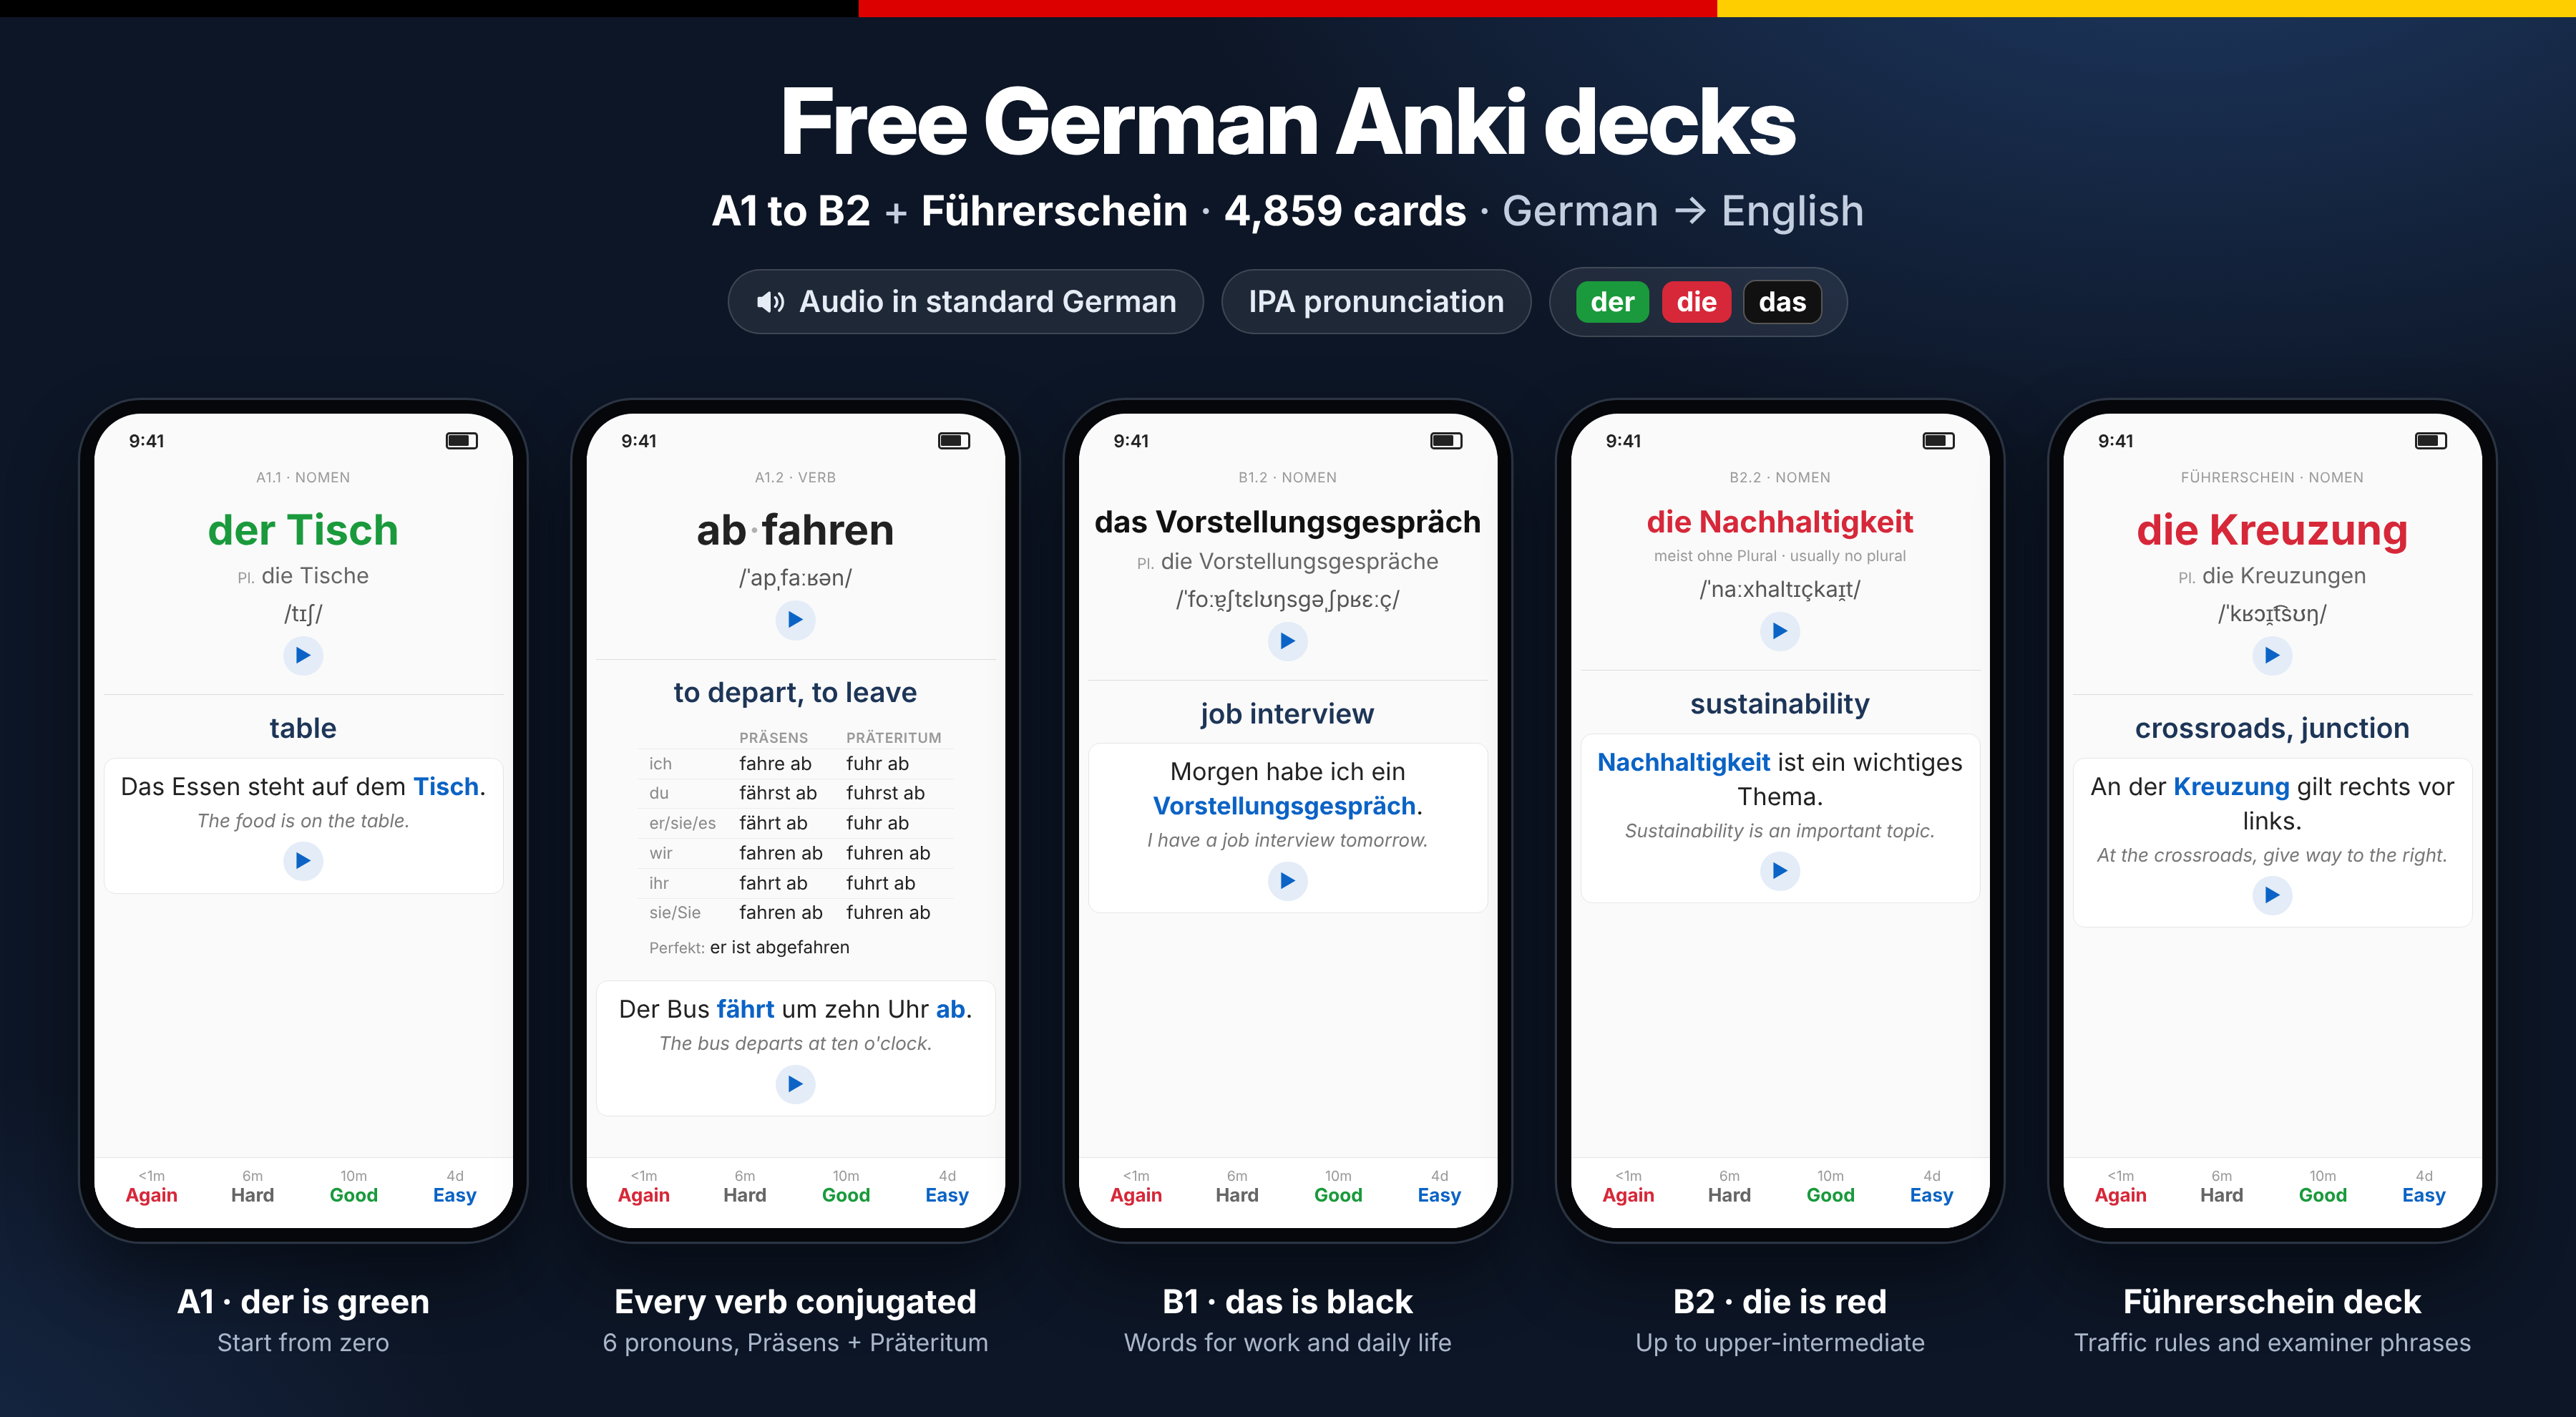 Free German Anki decks
A1 to B2 + Führerschein · 4,859 cards · German → English
Audio in standard German
IPA pronunciation
der die das
9:41
A1.1 · NOMEN
der Tisch
Pl. die Tische
/tɪʃ/
table
Das Essen steht auf dem Tisch.
The food is on the table.
<1m 6m 10m 4d
Again Hard Good Easy
A1 · der is green
Start from zero
9:41
A1.2 · VERB
ab·fahren
/ˈapˌfaːʁən/
to depart, to leave
PRÄSENS PRÄTERITUM
ich fahre ab fuhr ab
du fährst ab fuhrst ab
er/sie/es fährt ab fuhr ab
wir fahren ab fuhren ab
ihr fahrt ab fuhrt ab
sie/Sie fahren ab fuhren ab
Perfekt: er ist abgefahren
Der Bus fährt um zehn Uhr ab.
The bus departs at ten o'clock.
<1m 6m 10m 4d
Again Hard Good Easy
Every verb conjugated
6 pronouns, Präsens + Präteritum
9:41
B1.2 · NOMEN
das Vorstellungsgespräch
Pl. die Vorstellungsgespräche
/ˈfoːɐ̯ʃtɛlʊŋsɡəˌʃpʁɛːç/
job interview
Morgen habe ich ein
Vorstellungsgespräch.
I have a job interview tomorrow.
<1m 6m 10m 4d
Again Hard Good Easy
B1 · das is black
Words for work and daily life
9:41
B2.2 · NOMEN
die Nachhaltigkeit
meist ohne Plural · usually no plural
/ˈnaːxhaltɪçkaɪ̯t/
sustainability
Nachhaltigkeit ist ein wichtiges
Thema.
Sustainability is an important topic.
<1m 6m 10m 4d
Again Hard Good Easy
B2 · die is red
Up to upper-intermediate
9:41
FÜHRERSCHEIN · NOMEN
die Kreuzung
Pl. die Kreuzungen
/ˈkʁɔɪ̯t͡sʊŋ/
crossroads, junction
An der Kreuzung gilt rechts vor
links.
At the crossroads, give way to the right.
<1m 6m 10m 4d
Again Hard Good Easy
Führerschein deck
Traffic rules and examiner phrases